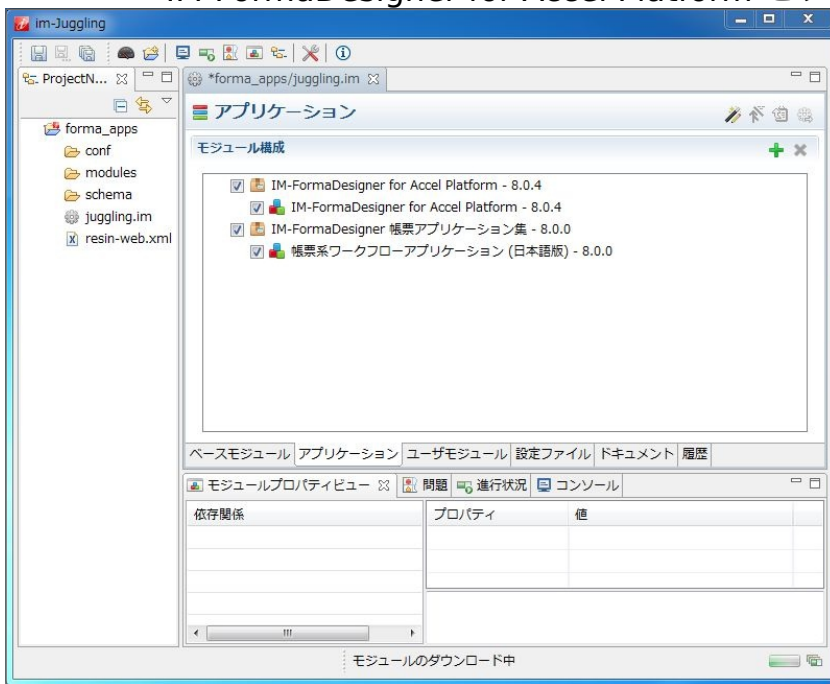 im-Juggling
ProjectN...
*forma_apps/juggling.im
forma_apps
conf
modules
schema
juggling.im
resin-web.xml
アプリケーション
モジュール構成
IM-FormaDesigner for Accel Platform - 8.0.4
IM-FormaDesigner for Accel Platform - 8.0.4
IM-FormaDesigner 帳票アプリケーション集 - 8.0.0
帳票系ワークフローアプリケーション (日本語版) - 8.0.0
ベースモジュール アプリケーション ユーザモジュール 設定ファイル ドキュメント 履歴
モジュールプロパティビュー 問題 進行状況 コンソール
依存関係 プロパティ 値
モジュールのダウンロード中